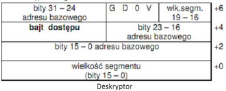 bity 31 – 24
adresu bazowego
G D 0 V
wlk.segm.
19 – 16
+6
bajt dostępu
bity 23 – 16
adresu bazowego
+4
bity 15 – 0 adresu bazowego
+2
wielkość segmentu
(bity 15 – 0)
+0
Deskryptor